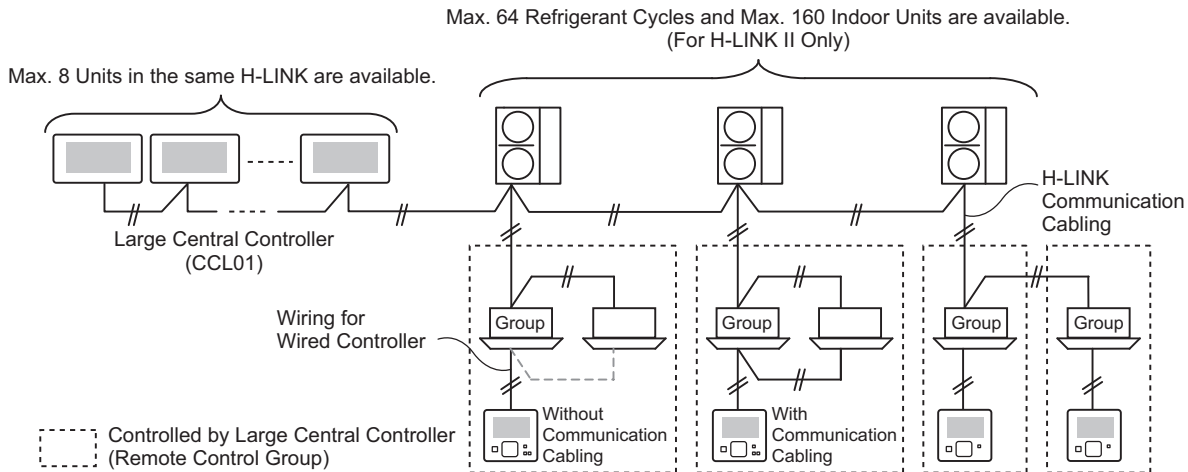 Max. 64 Refrigerant Cycles and Max. 160 Indoor Units are available.
(For H-LINK II Only)
Max. 8 Units in the same H-LINK are available.
H-LINK
Communication
Cabling
Large Central Controller
(CCL01)
Wiring for
Wired Controller
Group
Group
Group
Group
Without
Communication
Cabling
With
Communication
Cabling
Controlled by Large Central Controller
(Remote Control Group)